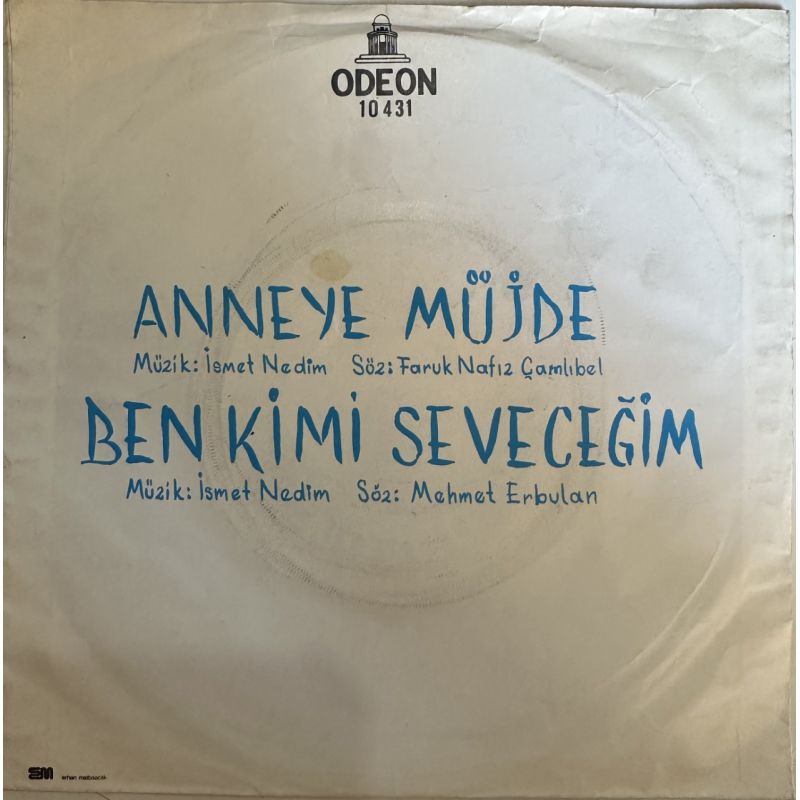 ODEON
10 431
ANNEYE MÜJDE
Müzik: İsmet Nedim Söz: Faruk Nafız Çamlıbel
BEN KİMİ SEVECEĞİM
Müzik: İsmet Nedim Söz: Mehmet Erbulan